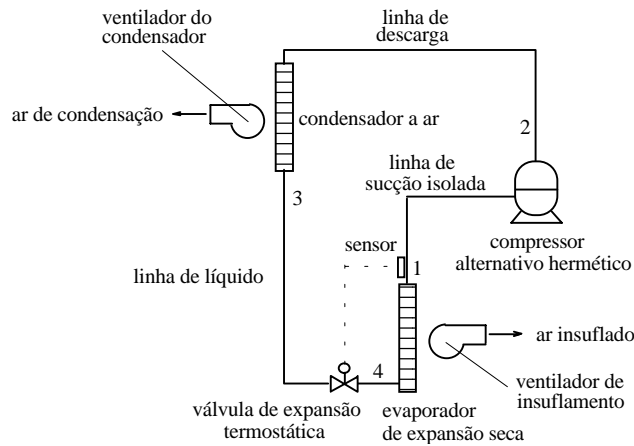 ventilador do
condensador
linha de
descarga
ar de condensação
condensador a ar
2
linha de
sucção isolada
3
sensor
1
compressor
alternativo hermético
linha de líquido
ar insuflado
4
ventilador de
insuflamento
válvula de expansão
termostática
evaporador
de expansão seca